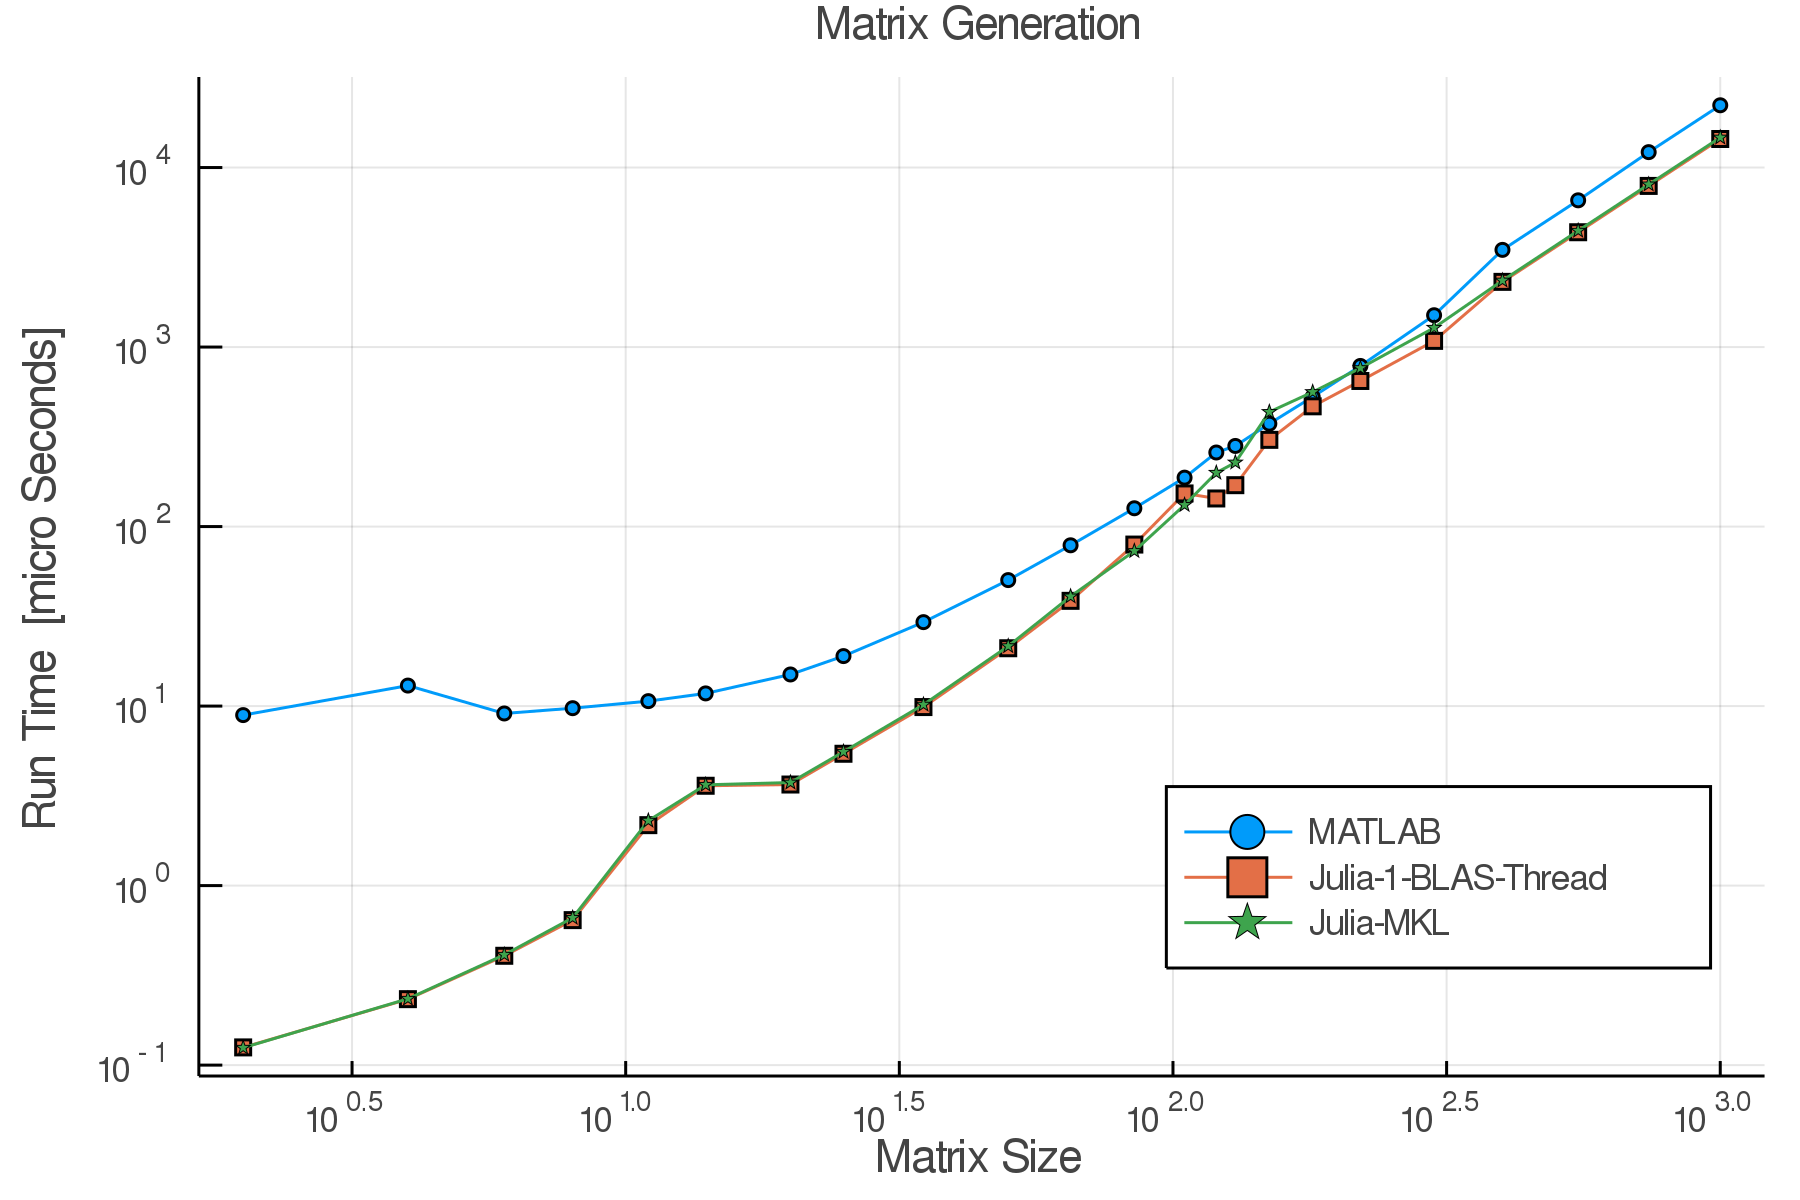 Matrix Generation
Run Time [micro Seconds]
10^4
10^3
10^2
10^1
10^0
10^-1
MATLAB
Julia-1-BLAS-Thread
Julia-MKL
10^0.5 10^1.0 10^1.5 10^2.0 10^2.5 10^3.0
Matrix Size